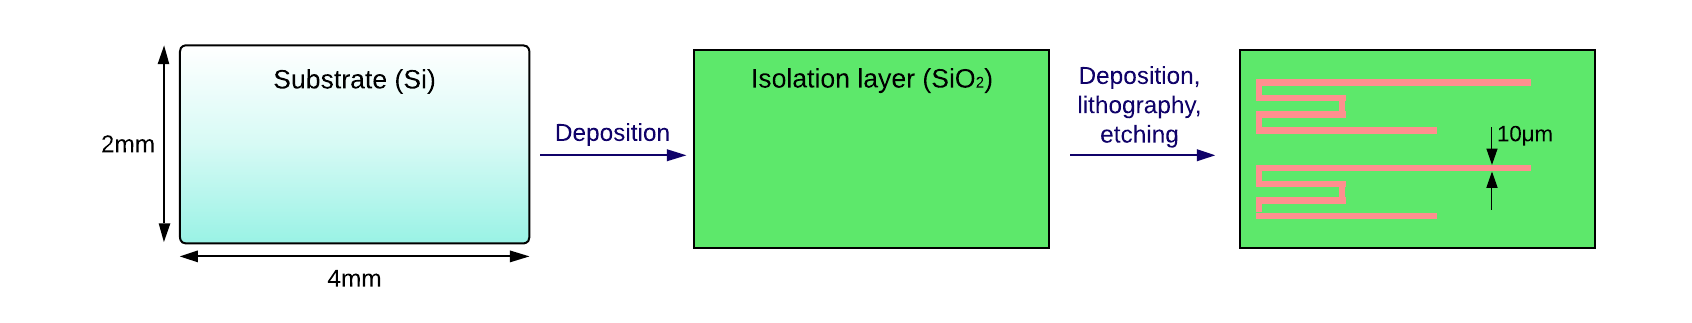 Substrate (Si)
2mm
4mm
Deposition
Isolation layer (SiO₂)
Deposition,
lithography,
etching
10μm